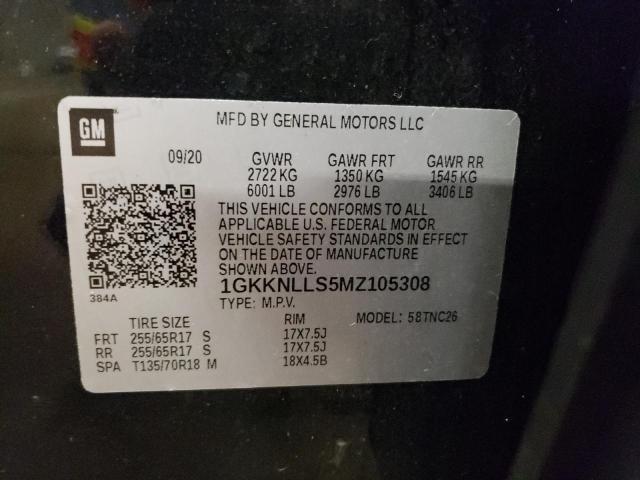 GM
MFD BY GENERAL MOTORS LLC
09/20 GVWR GAWR FRT GAWR RR
2722 KG 1350 KG 1545 KG
6001 LB 2976 LB 3406 LB
THIS VEHICLE CONFORMS TO ALL
APPLICABLE U.S. FEDERAL MOTOR
VEHICLE SAFETY STANDARDS IN EFFECT
ON THE DATE OF MANUFACTURE
SHOWN ABOVE.
384A
1GKKNLLS5MZ105308
TYPE: M.P.V. MODEL: 58TNC26
TIRE SIZE RIM
FRT 255/65R17 S 17X7.5J
RR 255/65R17 S 17X7.5J
SPA T135/70R18 M 18X4.5B